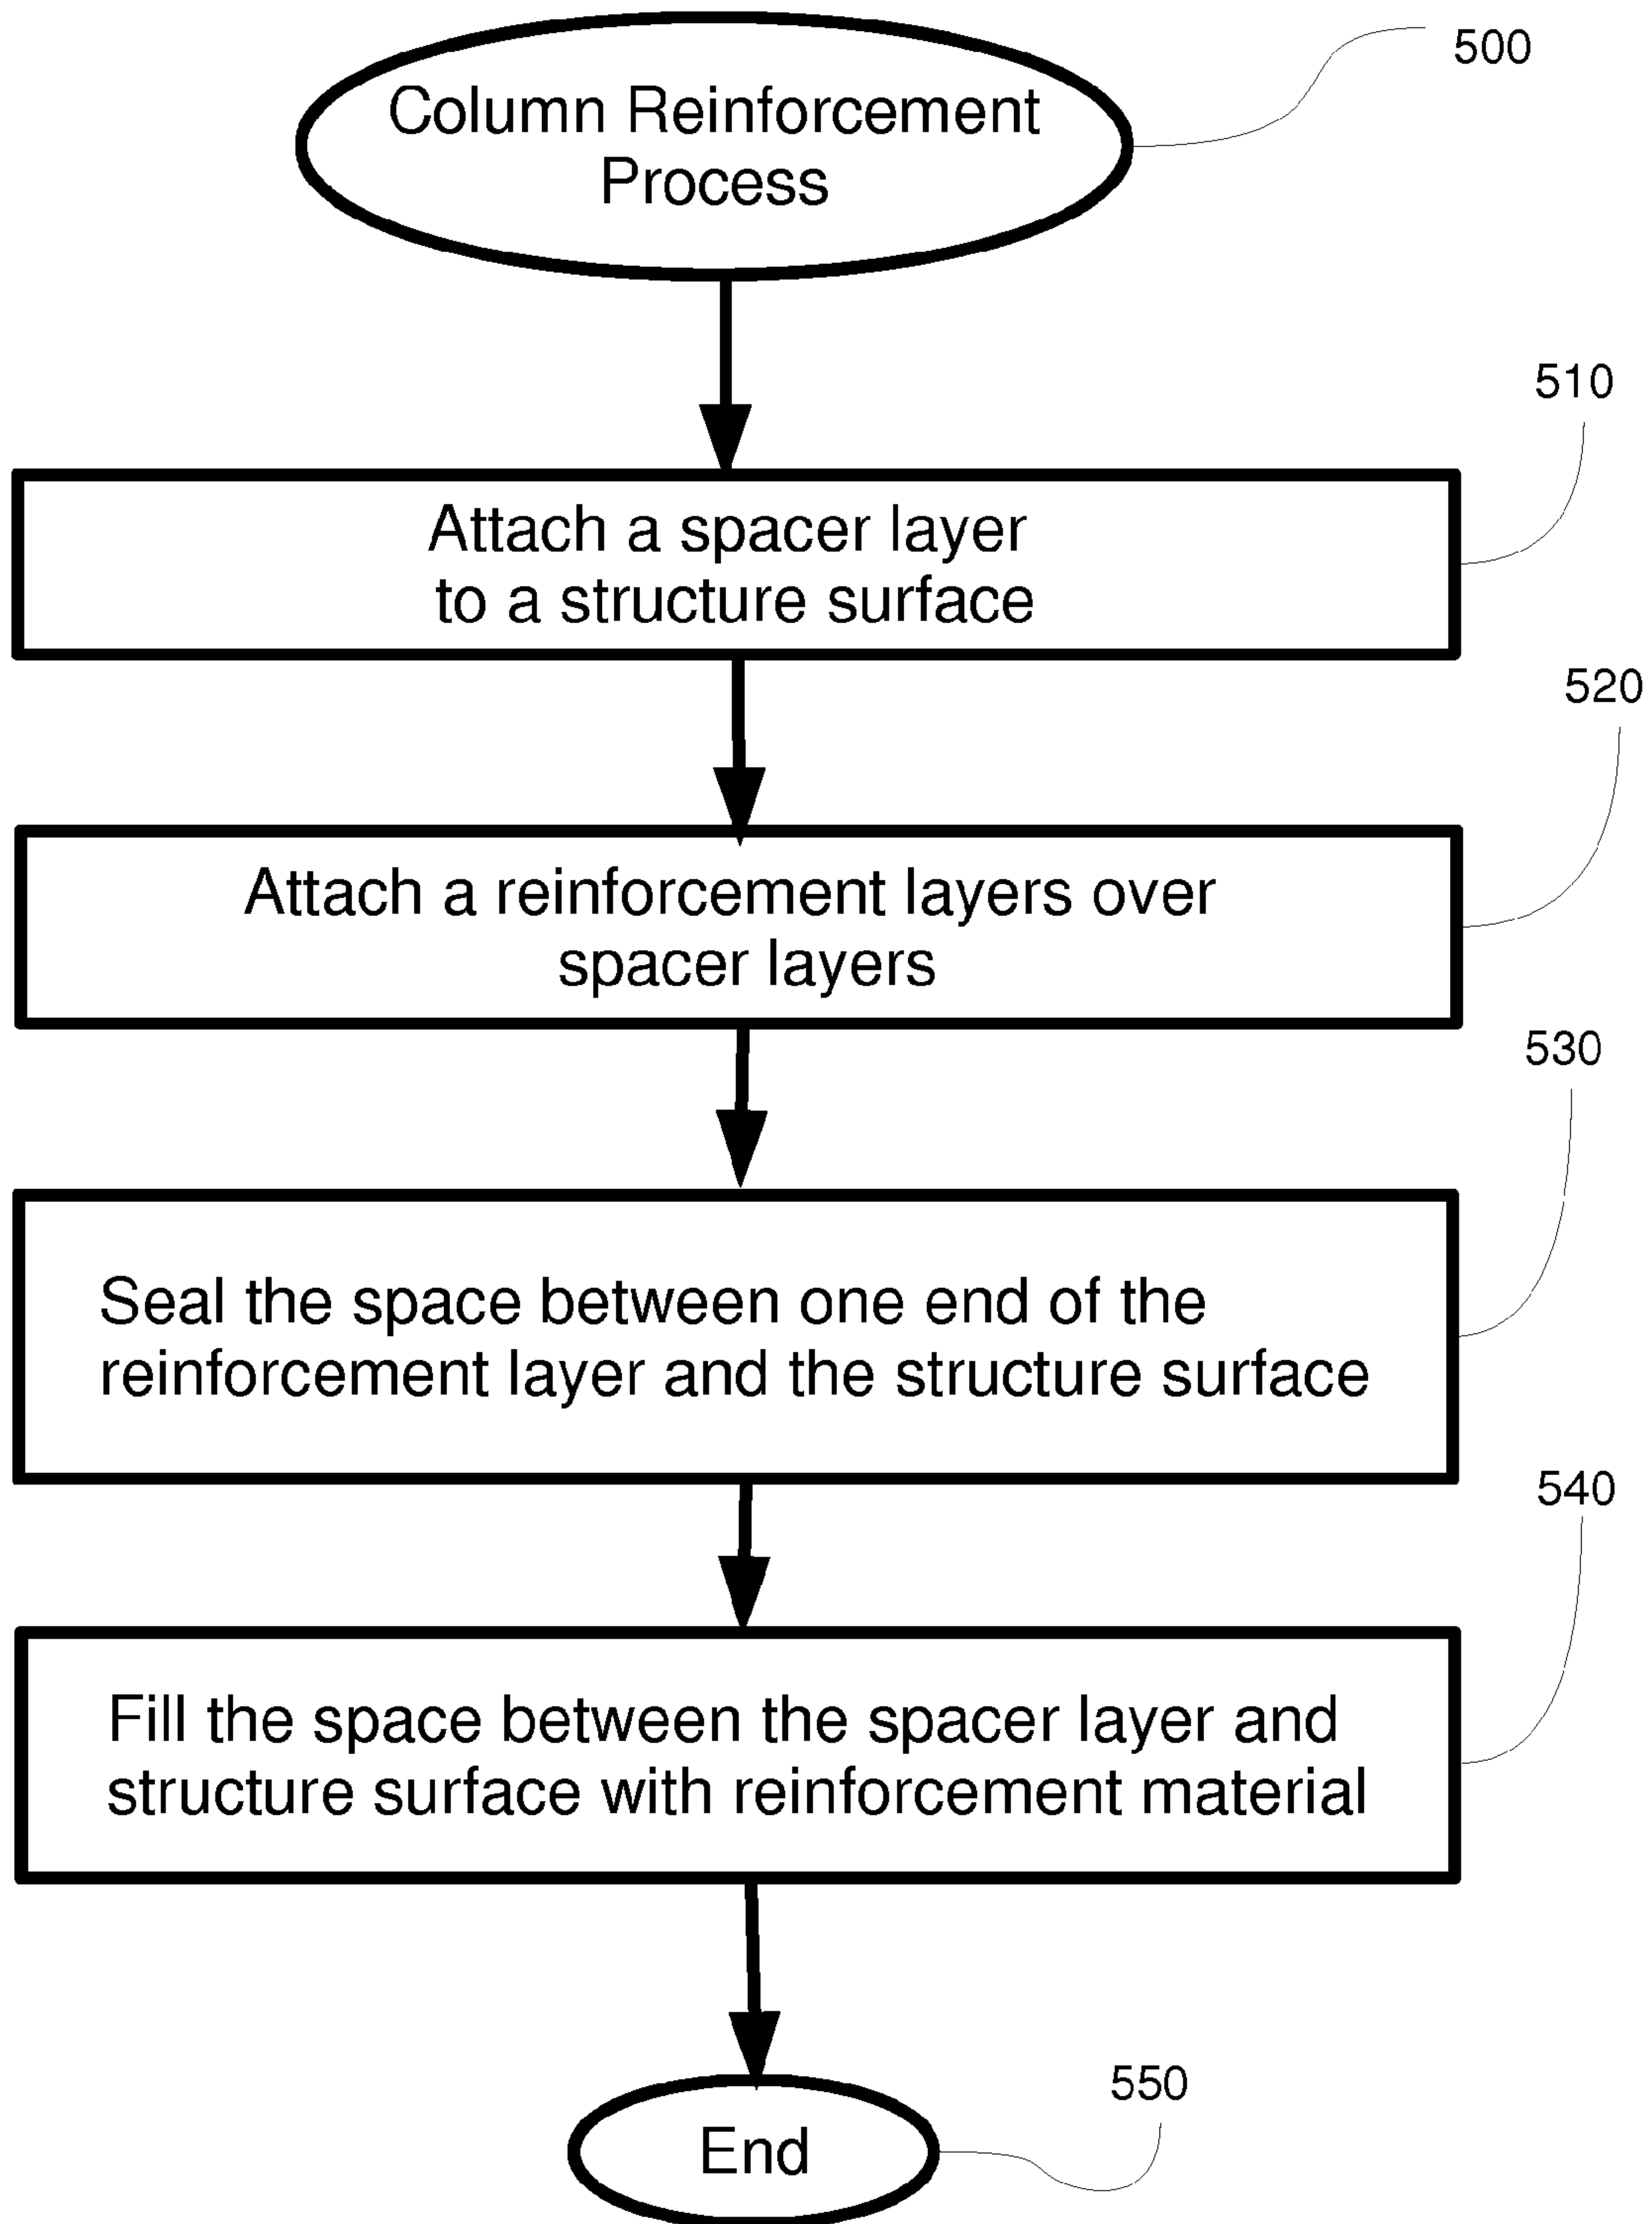 Column Reinforcement
Process
500
510
Attach a spacer layer
to a structure surface
520
Attach a reinforcement layers over
spacer layers
530
Seal the space between one end of the
reinforcement layer and the structure surface
540
Fill the space between the spacer layer and
structure surface with reinforcement material
550
End